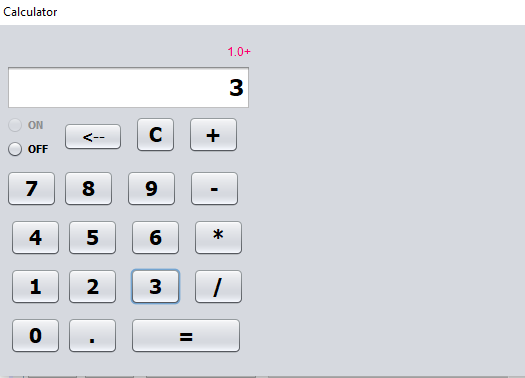 Calculator
1.0+
3
ON
OFF
<-- C +
7 8 9 -
4 5 6 *
1 2 3 /
0 . =